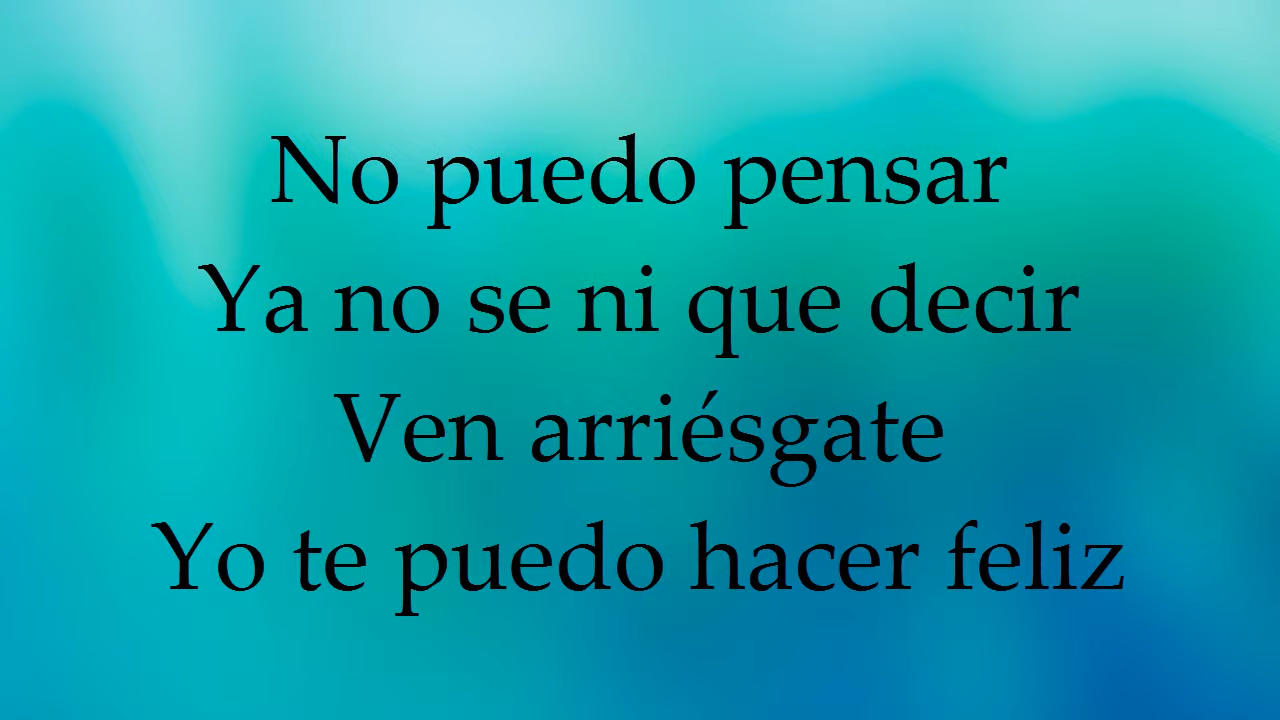 No puedo pensar
Ya no se ni que decir
Ven arriésgate
Yo te puedo hacer feliz